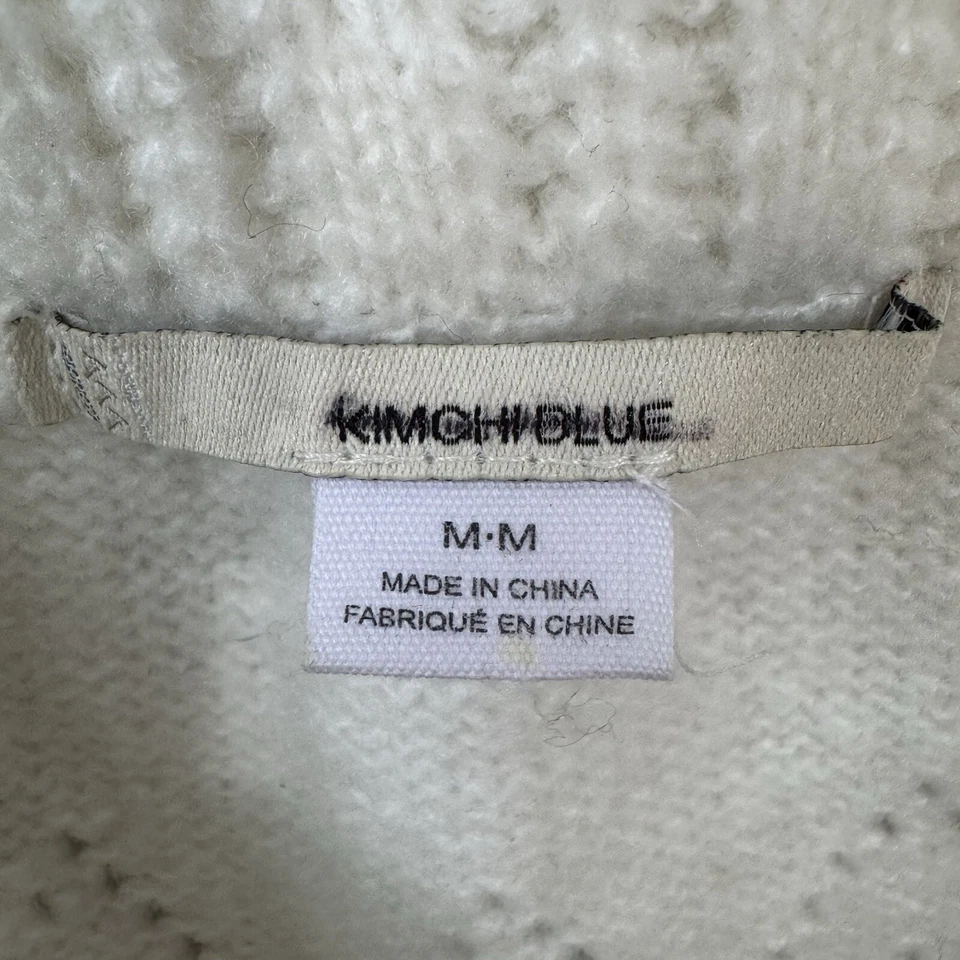 KIMCHI BLUE
M·M
MADE IN CHINA
FABRIQUÉ EN CHINE